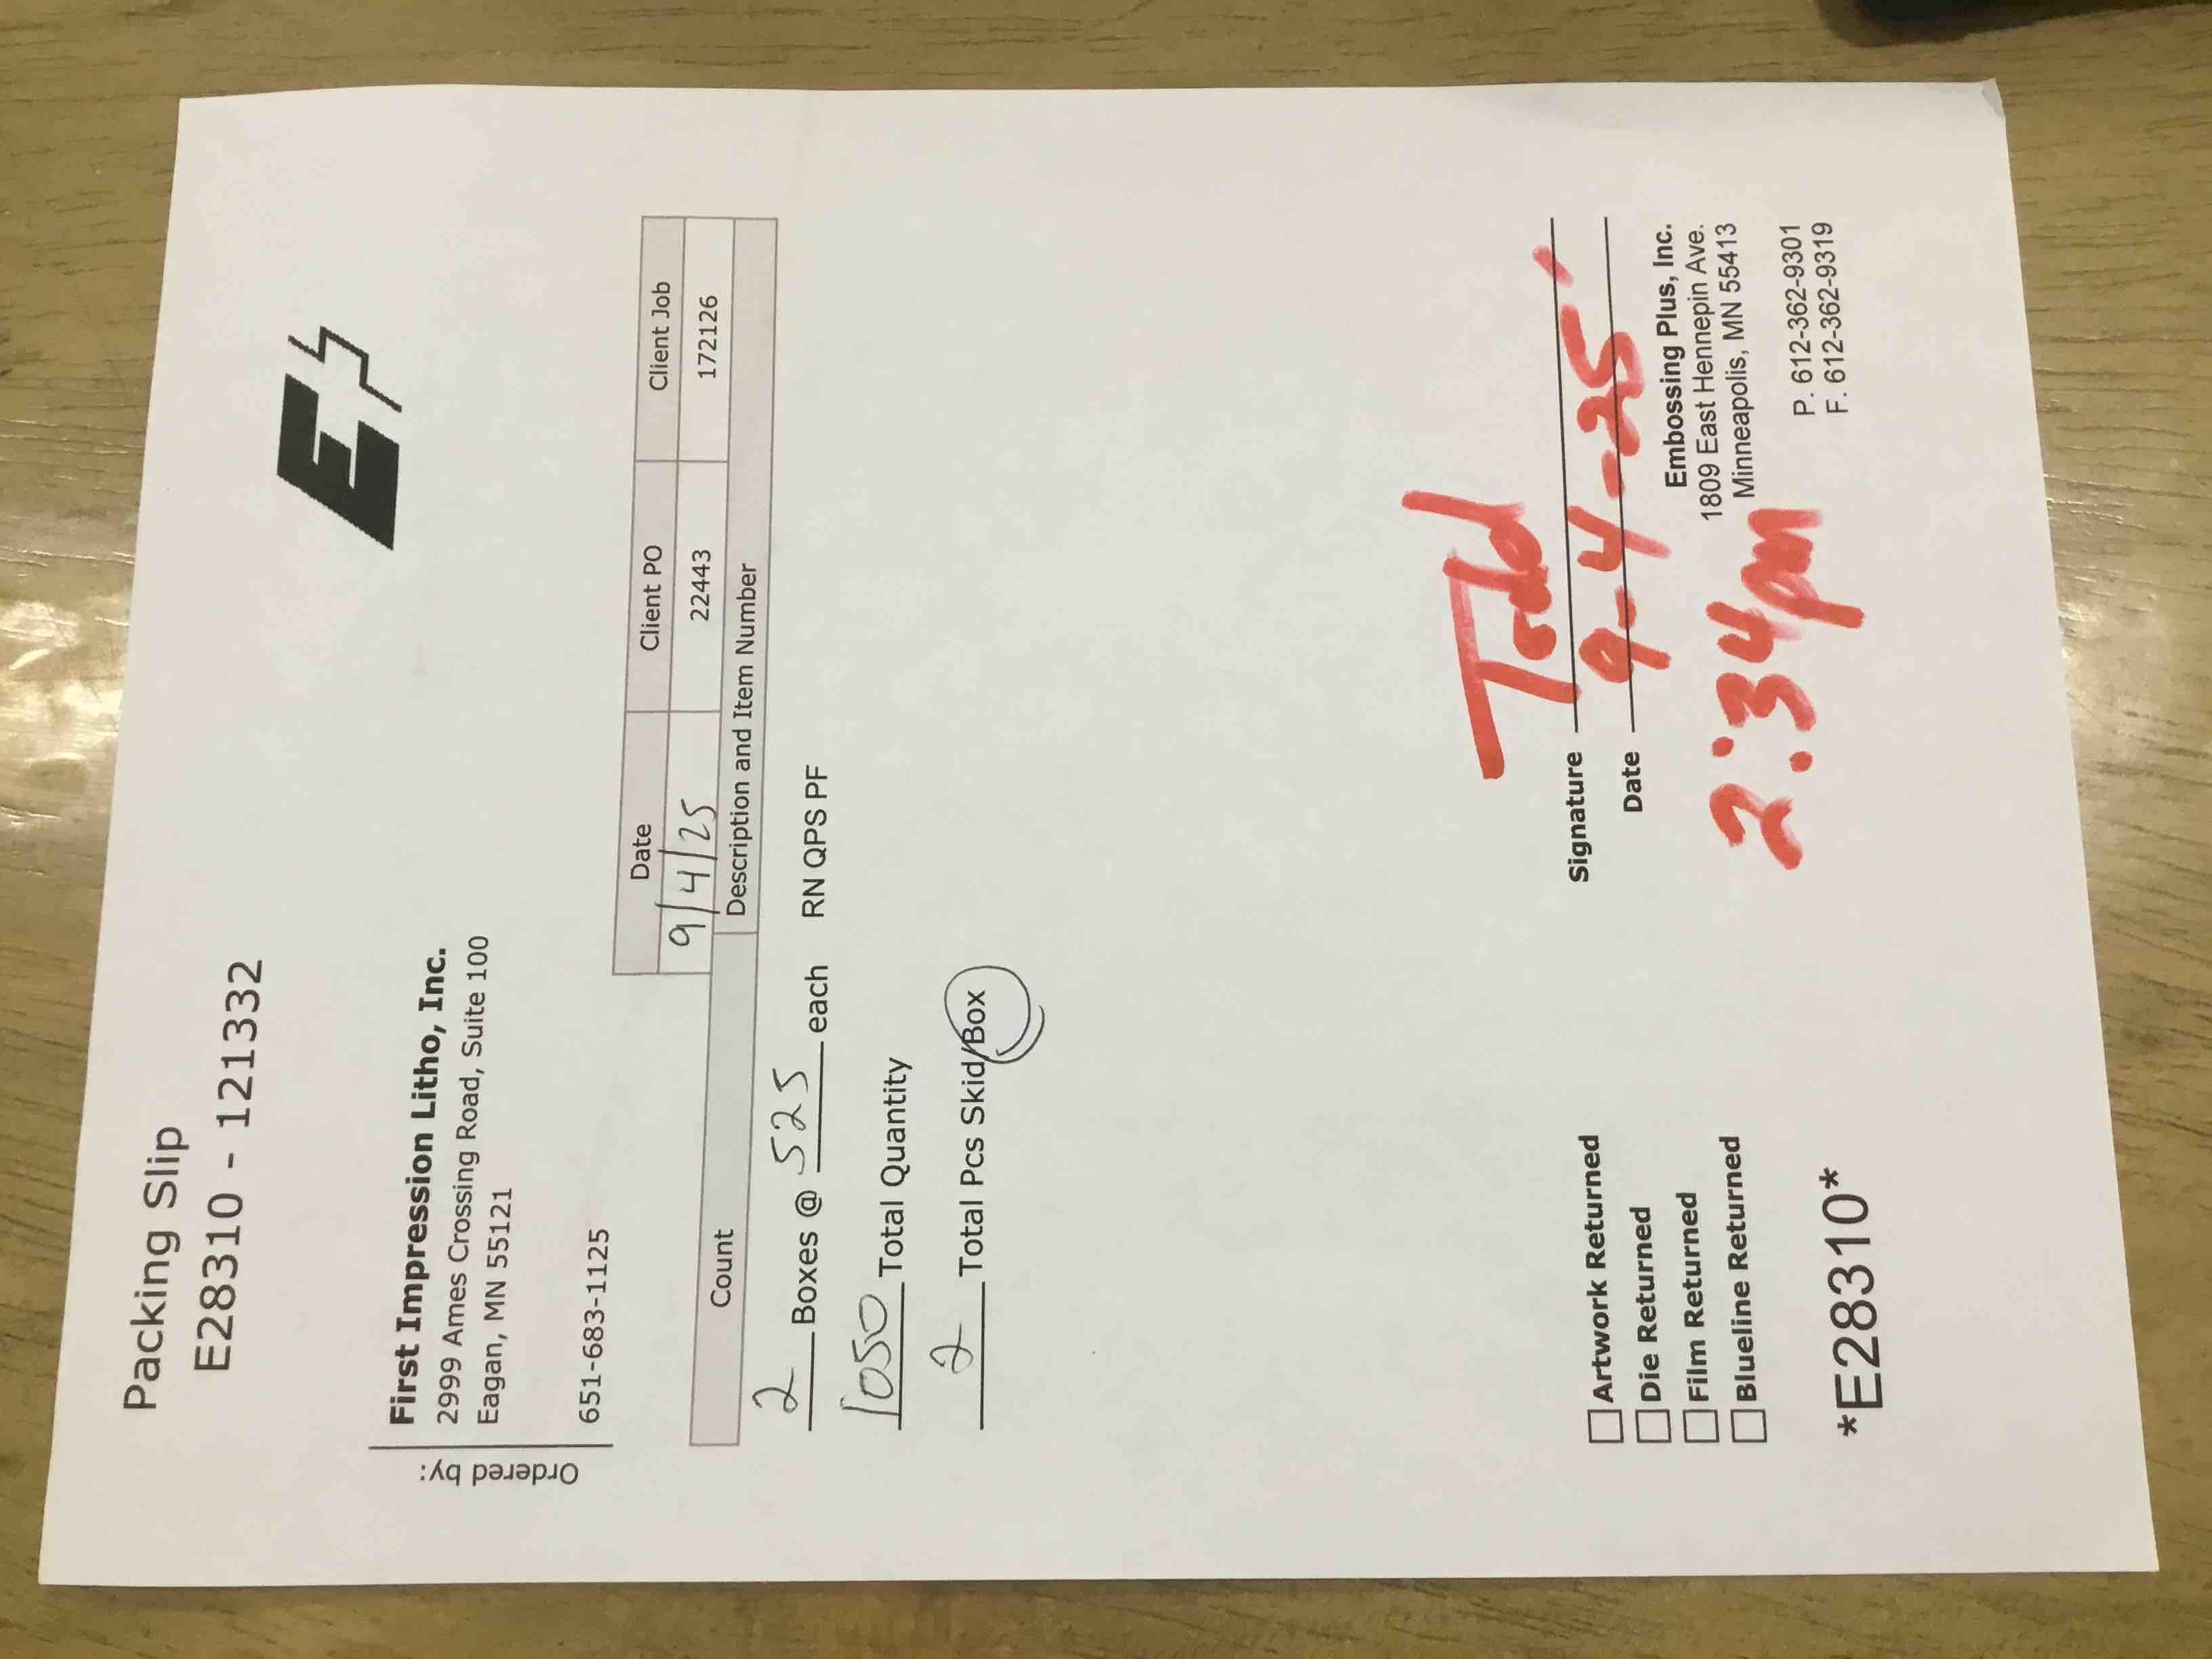 Packing Slip
E28310 - 121332
E+
Ordered by:
First Impression Litho, Inc.
2999 Ames Crossing Road, Suite 100
Eagan, MN 55121
651-683-1125
Date Client PO Client Job
9/4/25 22443 172126
Count Description and Item Number
2 Boxes @ 525 each RN QPS PF
1050 Total Quantity
2 Total Pcs Skid/Box
Artwork Returned
Die Returned
Film Returned
Blueline Returned
*E28310*
Todd
Signature
Date 9-4-25
2:34pm
Embossing Plus, Inc.
1809 East Hennepin Ave.
Minneapolis, MN 55413
P. 612-362-9301
F. 612-362-9319